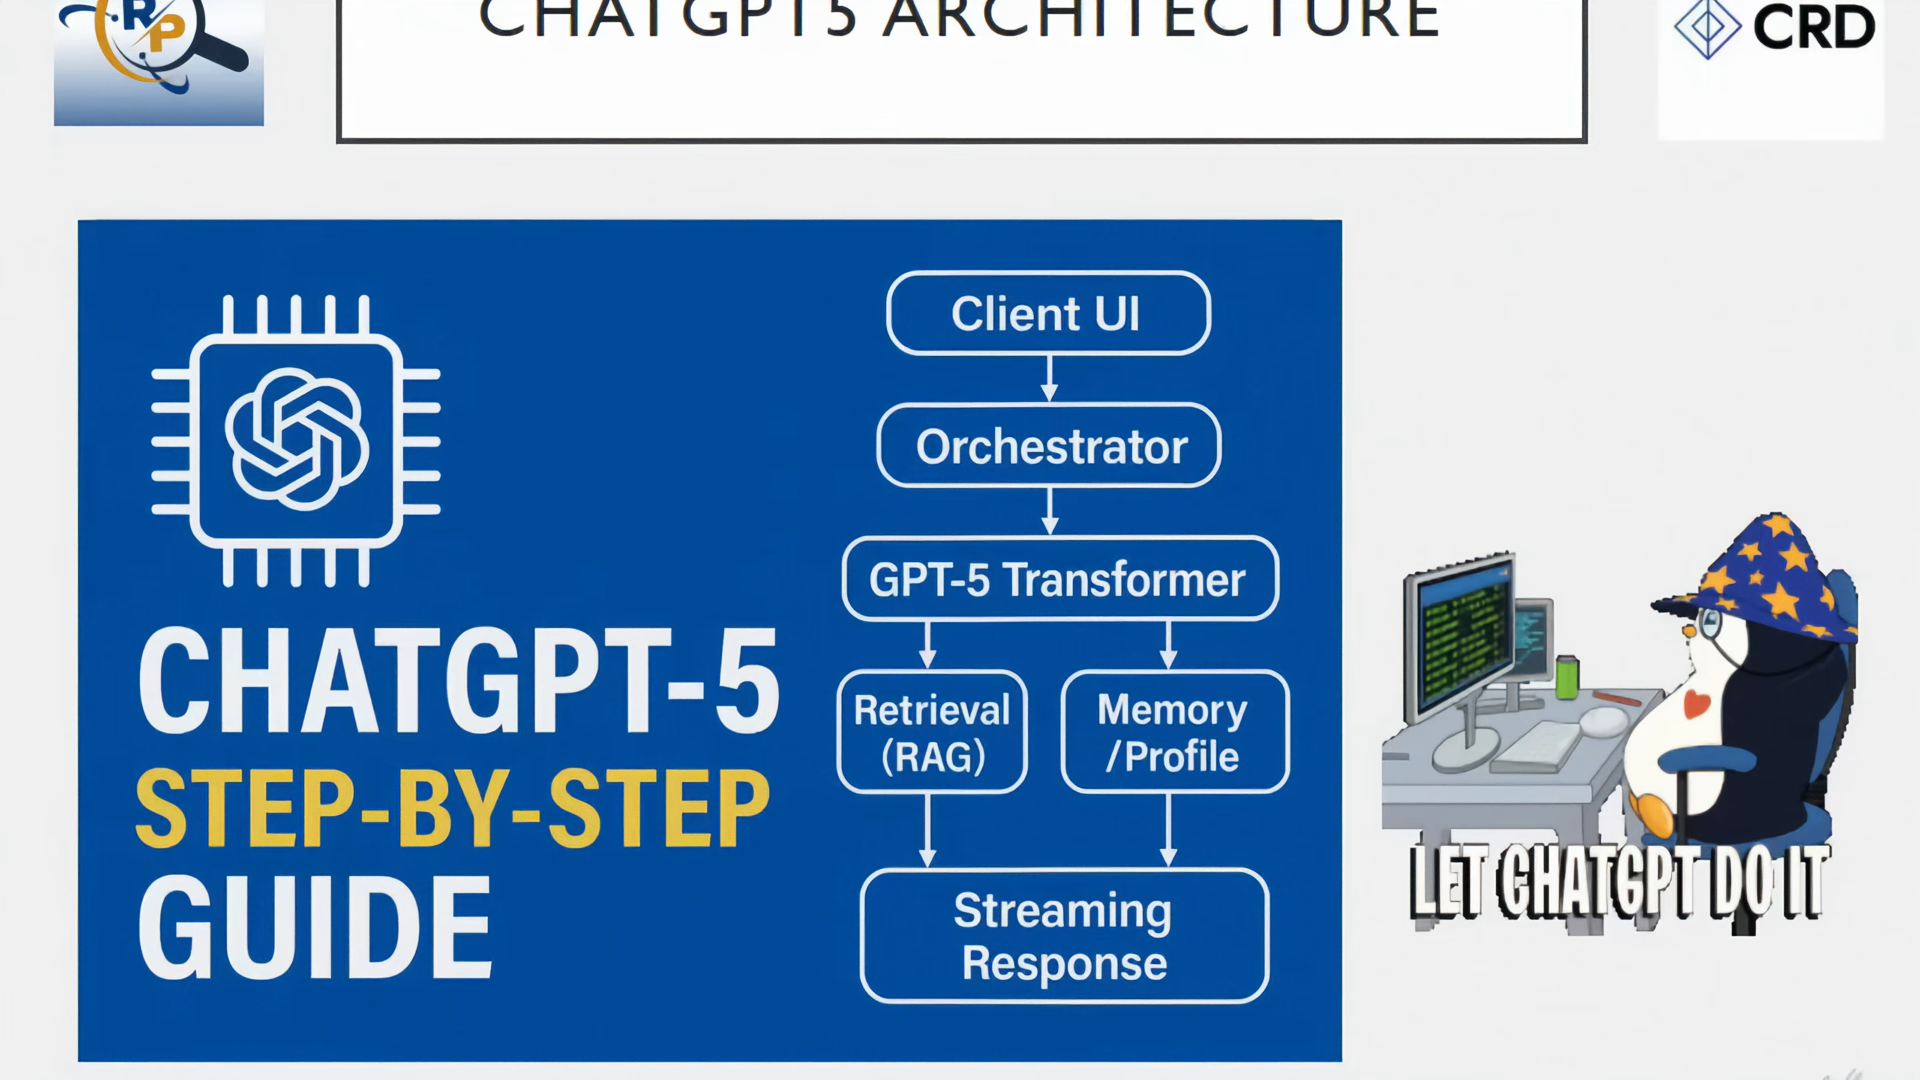 RP
CHATGPT5 ARCHITECTURE
CRD
CHATGPT-5
STEP-BY-STEP
GUIDE
Client UI
Orchestrator
GPT-5 Transformer
Retrieval
(RAG)
Memory
/Profile
Streaming
Response
LET CHATGPT DO IT